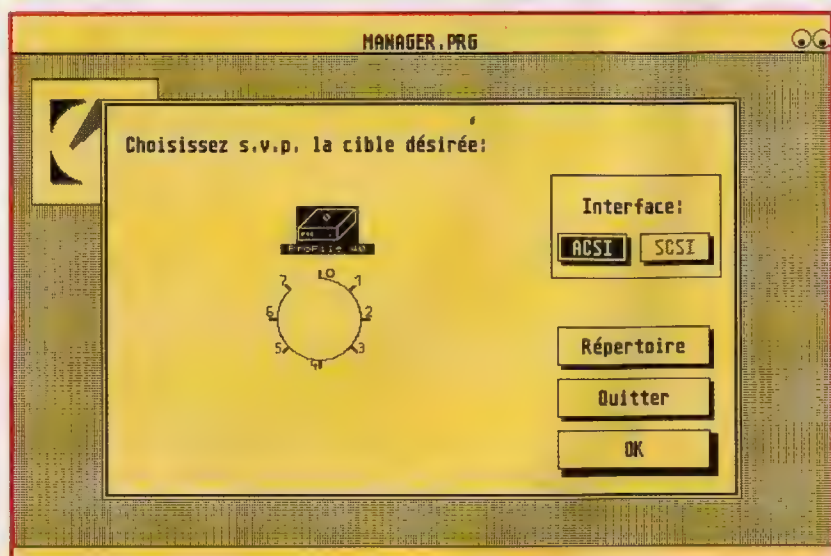 MANAGER.PRG
Choisissez s.v.p. la cible désirée:
0
ProFile 40
0
7 1
6 2
5 3
4
Interface:
ACSI SCSI
Répertoire
Quitter
OK